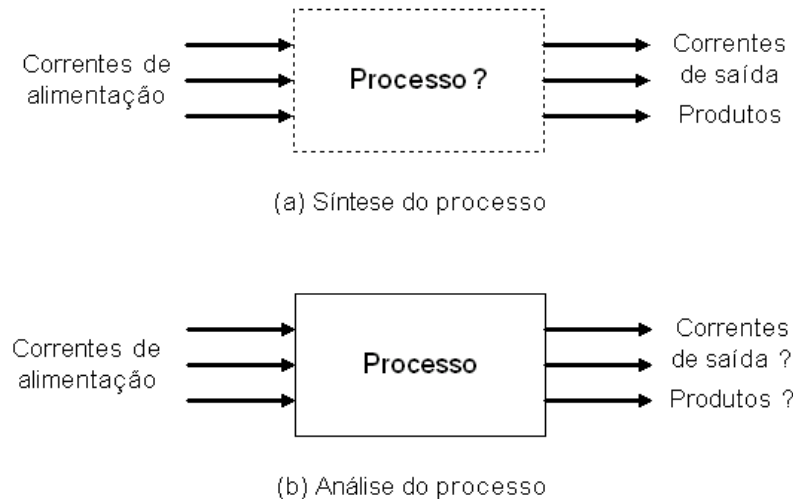 Correntes de
alimentação
Processo ?
Correntes
de saída
Produtos
(a) Síntese do processo
Correntes de
alimentação
Processo
Correntes
de saída ?
Produtos ?
(b) Análise do processo